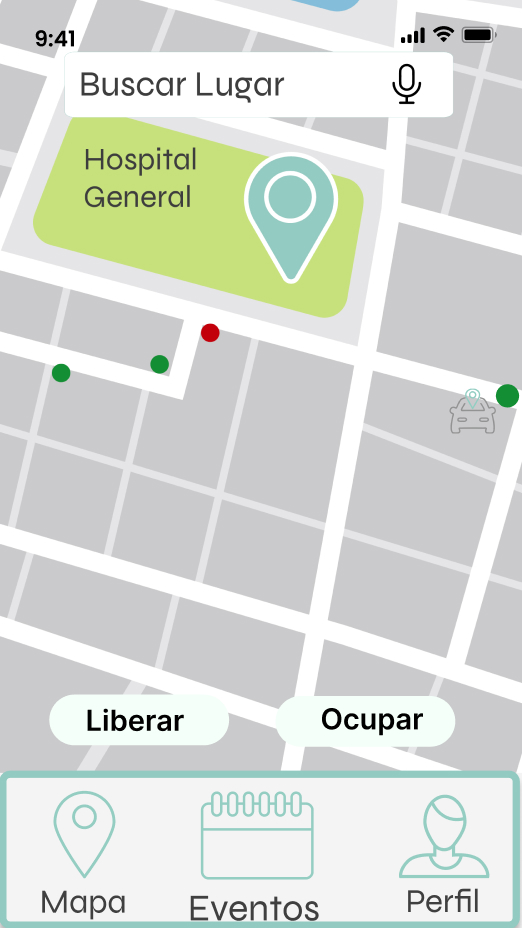 9:41
Buscar Lugar
Hospital
General
Liberar
Ocupar
Mapa
Eventos
Perfil